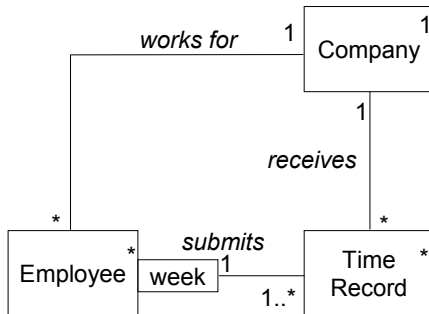 works for
1
1
Company
1
receives
*
*
Employee
*
week
submits
1
1..*
*
Time
Record
*